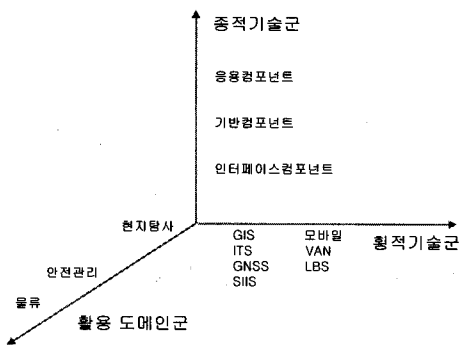 종적기술군
응용컴포넌트
기반컴포넌트
인터페이스컴포넌트
현지탐사
GIS 모바일
ITS VAN
GNSS LBS
SIIS
횡적기술군
안전관리
물류
활용 도메인군